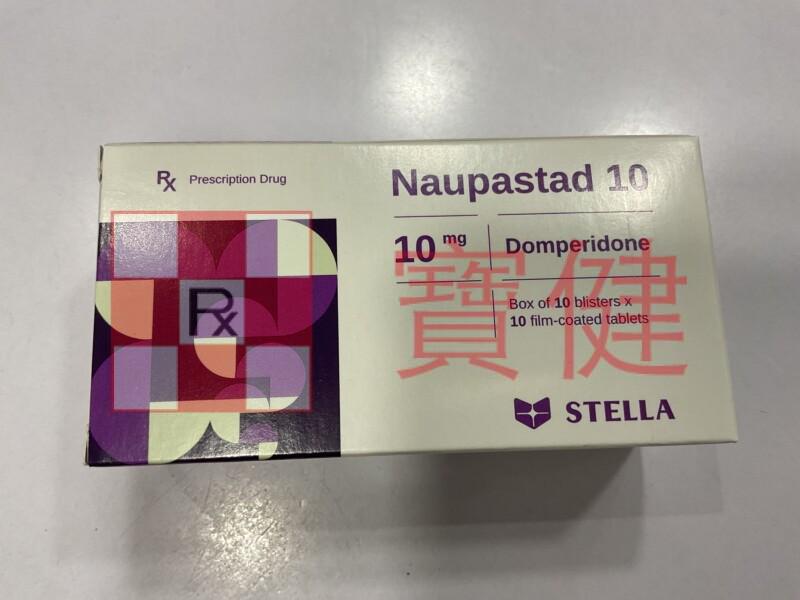 Rx Prescription Drug
Naupastad 10
10 mg Domperidone
Box of 10 blisters x
10 film-coated tablets
Rx
STELLA
寶健